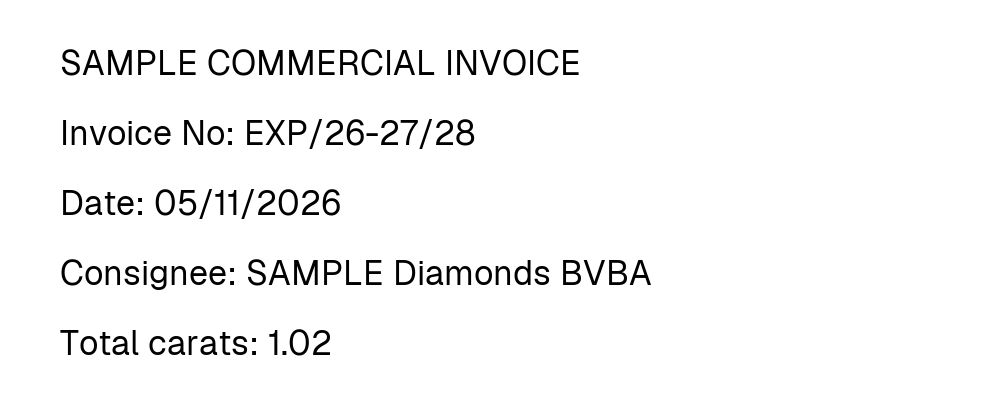 SAMPLE COMMERCIAL INVOICE
Invoice No: EXP/26-27/28
Date: 05/11/2026
Consignee: SAMPLE Diamonds BVBA
Total carats: 1.02